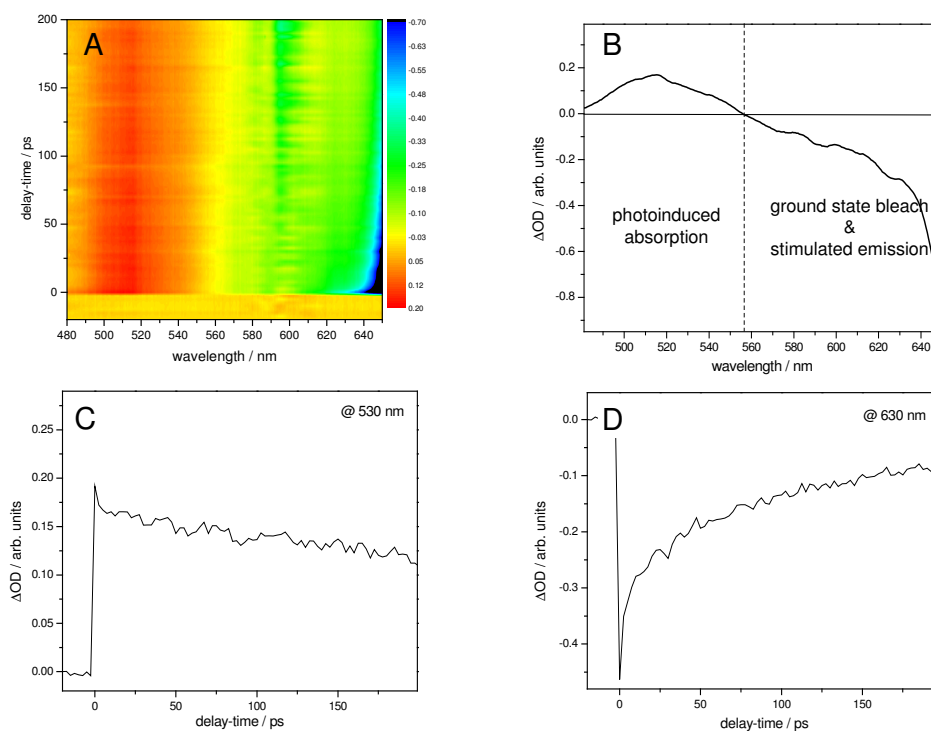 A
200
150
100
50
0
delay-time / ps
480 500 520 540 560 580 600 620 640
wavelength / nm
-0.70
-0.63
-0.55
-0.48
-0.40
-0.33
-0.25
-0.18
-0.10
-0.03
0.05
0.12
0.20
B
0.2
0.0
-0.2
-0.4
-0.6
-0.8
ΔOD / arb. units
photoinduced
absorption
ground state bleach
&
stimulated emission
500 520 540 560 580 600 620 640
wavelength / nm
C
@ 530 nm
0.25
0.20
0.15
0.10
0.05
0.00
ΔOD / arb. units
0 50 100 150
delay-time / ps
D
@ 630 nm
0.0
-0.1
-0.2
-0.3
-0.4
ΔOD / arb. units
0 50 100 150
delay-time / ps